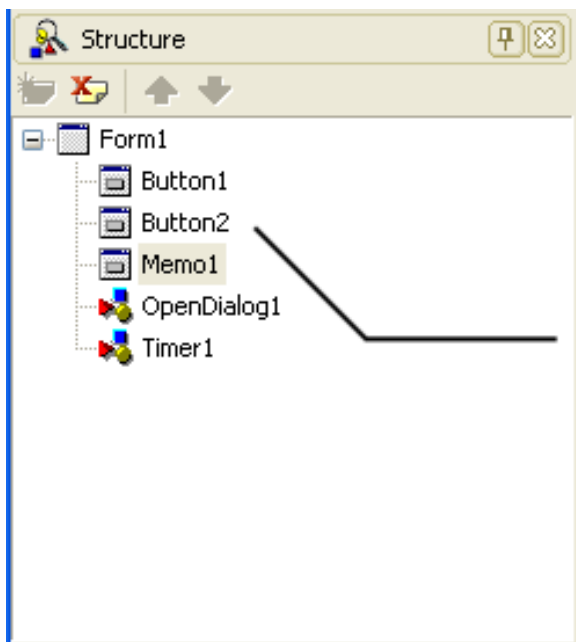 Structure
Form1
Button1
Button2
Memo1
OpenDialog1
Timer1